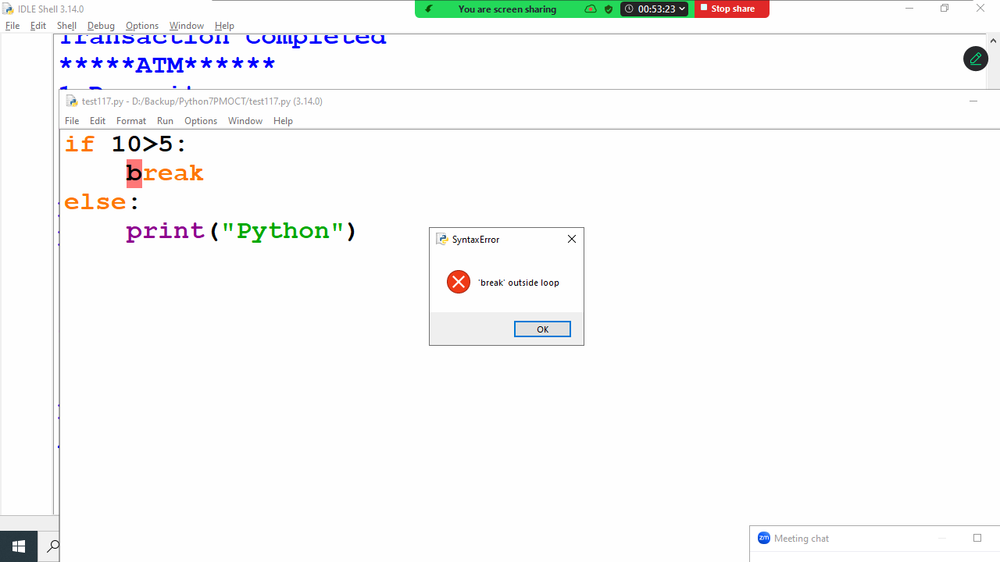 IDLE Shell 3.14.0
You are screen sharing
00:53:23
Stop share
File Edit Shell Debug Options Window Help
Transaction Completed
*****ATM******
test117.py - D:/Backup/Python7PMOCT/test117.py (3.14.0)
File Edit Format Run Options Window Help
if 10>5:
    break
else:
    print("Python")
SyntaxError
'break' outside loop
OK
zm Meeting chat